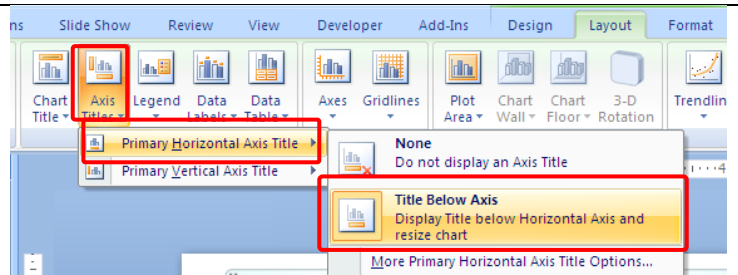 ns Slide Show Review View Developer Add-Ins Design Layout Format
Chart Title Axis Titles Legend Data Labels Data Table Axes Gridlines Plot Area Chart Wall Chart Floor 3-D Rotation Trendlin
Primary Horizontal Axis Title
Primary Vertical Axis Title
None
Do not display an Axis Title
Title Below Axis
Display Title below Horizontal Axis and
resize chart
More Primary Horizontal Axis Title Options...
4